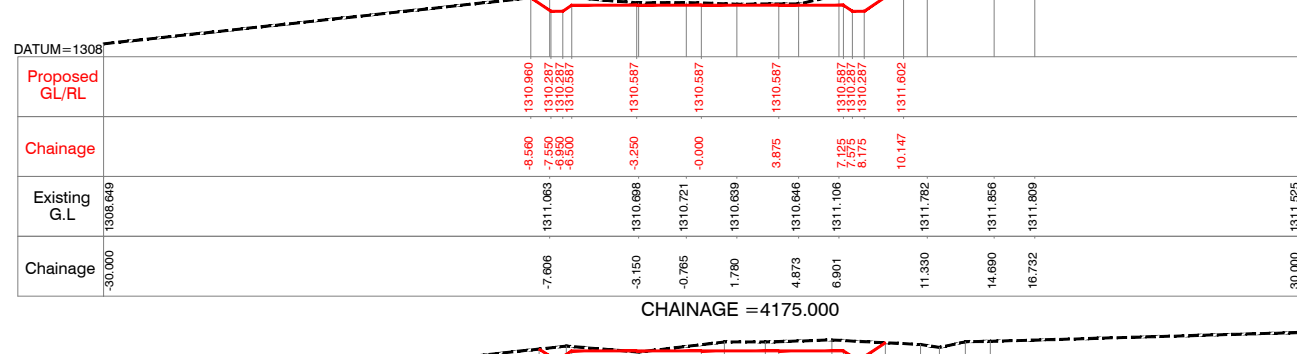 DATUM=1308
Proposed GL/RL
1310.960 1310.287 1310.287 1310.587 1310.587 1310.587 1310.587 1310.587 1310.287 1310.287 1311.602
Chainage
-8.560 -7.550 -6.950 -6.500 -3.250 -0.000 3.875 7.125 7.575 8.175 10.147
Existing G.L
1308.649 1311.063 1310.698 1310.721 1310.639 1310.646 1311.106 1311.782 1311.856 1311.809 1311.525
Chainage
-30.000 -7.606 -3.150 -0.765 1.780 4.873 6.901 11.330 14.690 16.732 30.000
CHAINAGE =4175.000